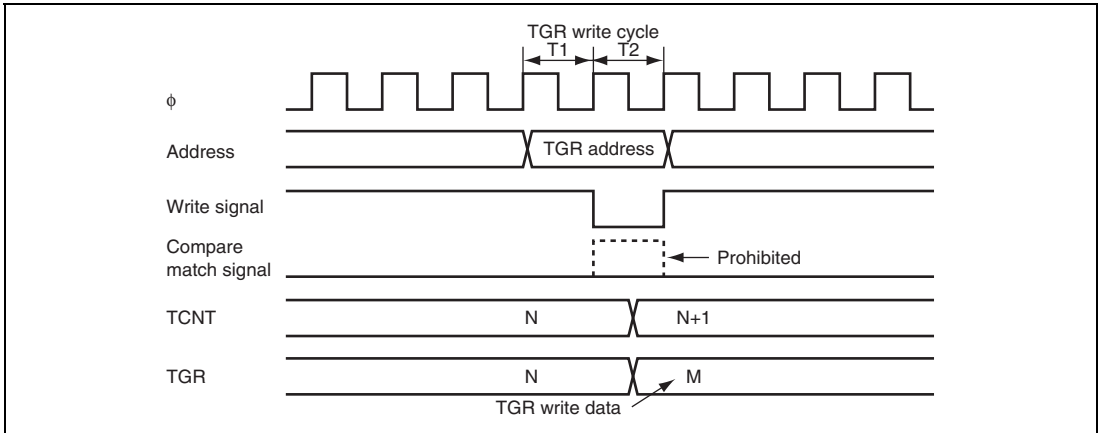 TGR write cycle
T1 T2
φ
Address TGR address
Write signal
Compare
match signal Prohibited
TCNT N N+1
TGR N M
TGR write data